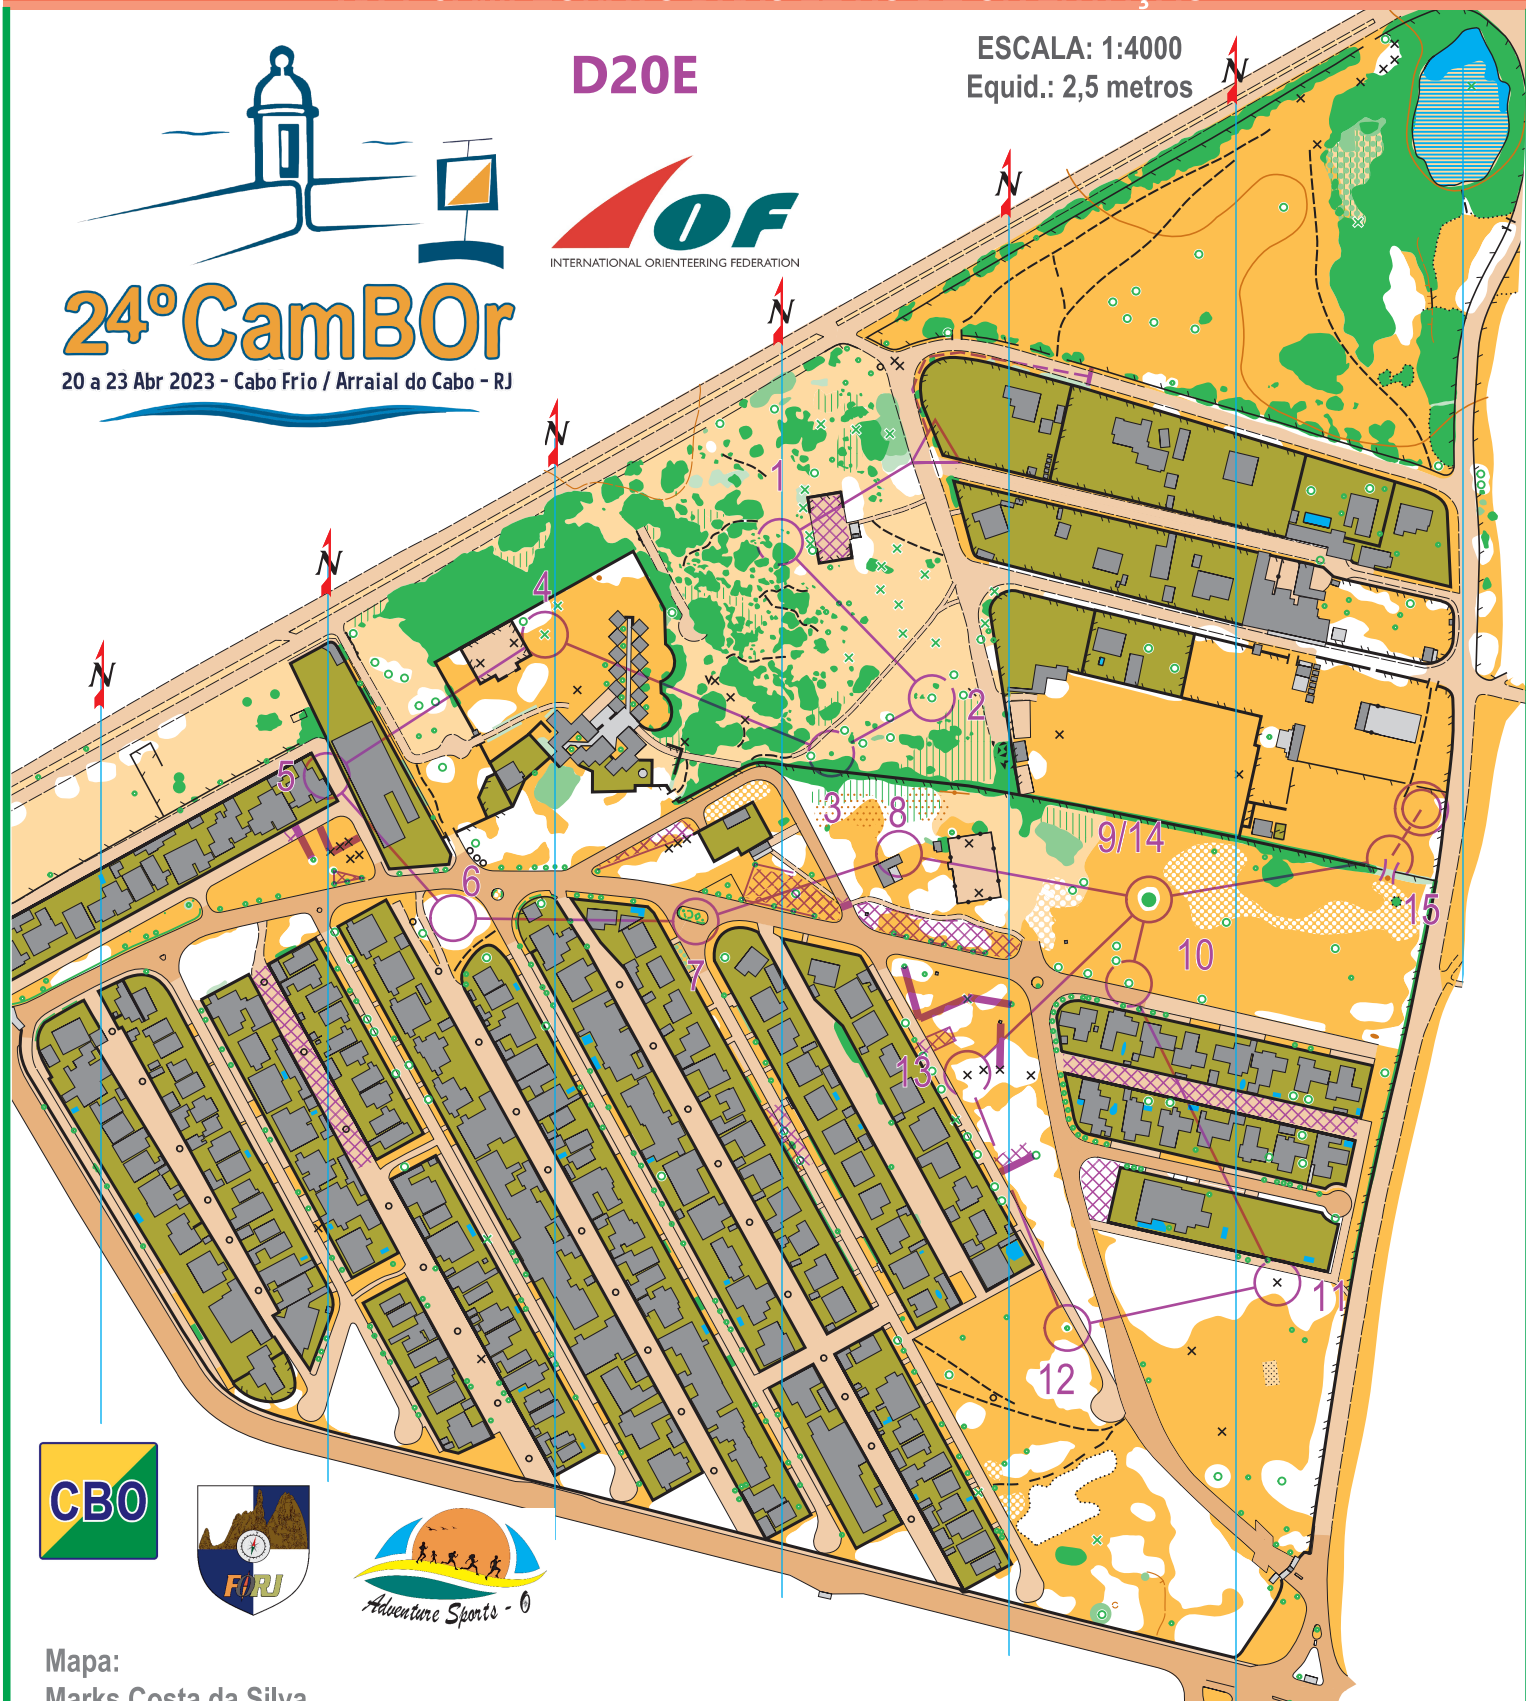 D20E
ESCALA: 1:4000
Equid.: 2,5 metros
N
N
N
N
N
N
IOF
INTERNATIONAL ORIENTEERING FEDERATION
24ºCamBOr
20 a 23 Abr 2023 - Cabo Frio / Arraial do Cabo - RJ
1
2
3
4
5
6
7
8
9/14
10
11
12
13
15
CBO
FORJ
Adventure Sports - O
Mapa:
Marks Costa da Silva